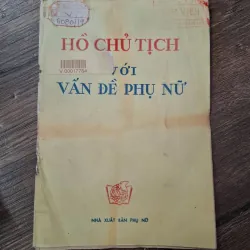 HỒ CHỦ TỊCH
VỚI
VẤN ĐỀ PHỤ NỮ
NHÀ XUẤT BẢN PHỤ NỮ